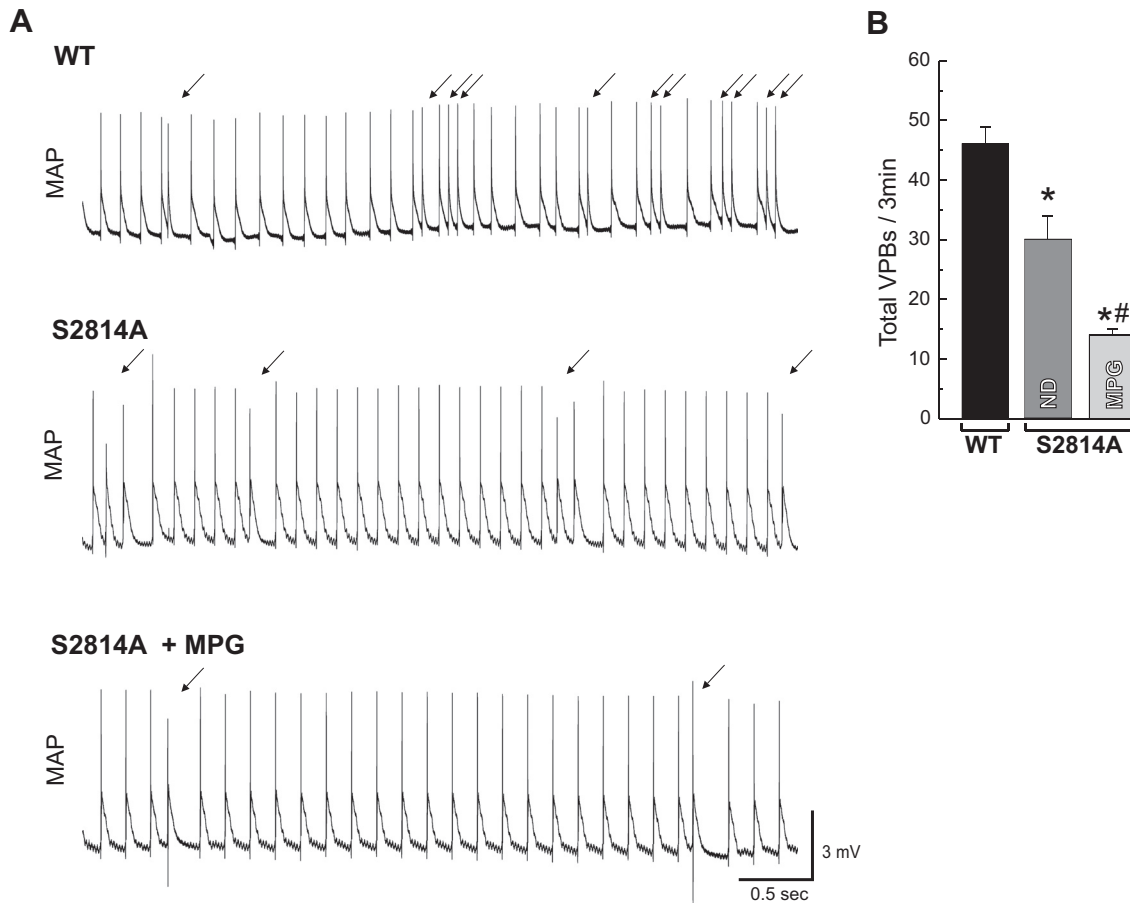 A
WT
MAP
S2814A
MAP
S2814A + MPG
MAP
3 mV
0.5 sec
B
Total VPBs / 3min
60
50
40
30
20
10
0
*
*#
ND
MPG
WT
S2814A